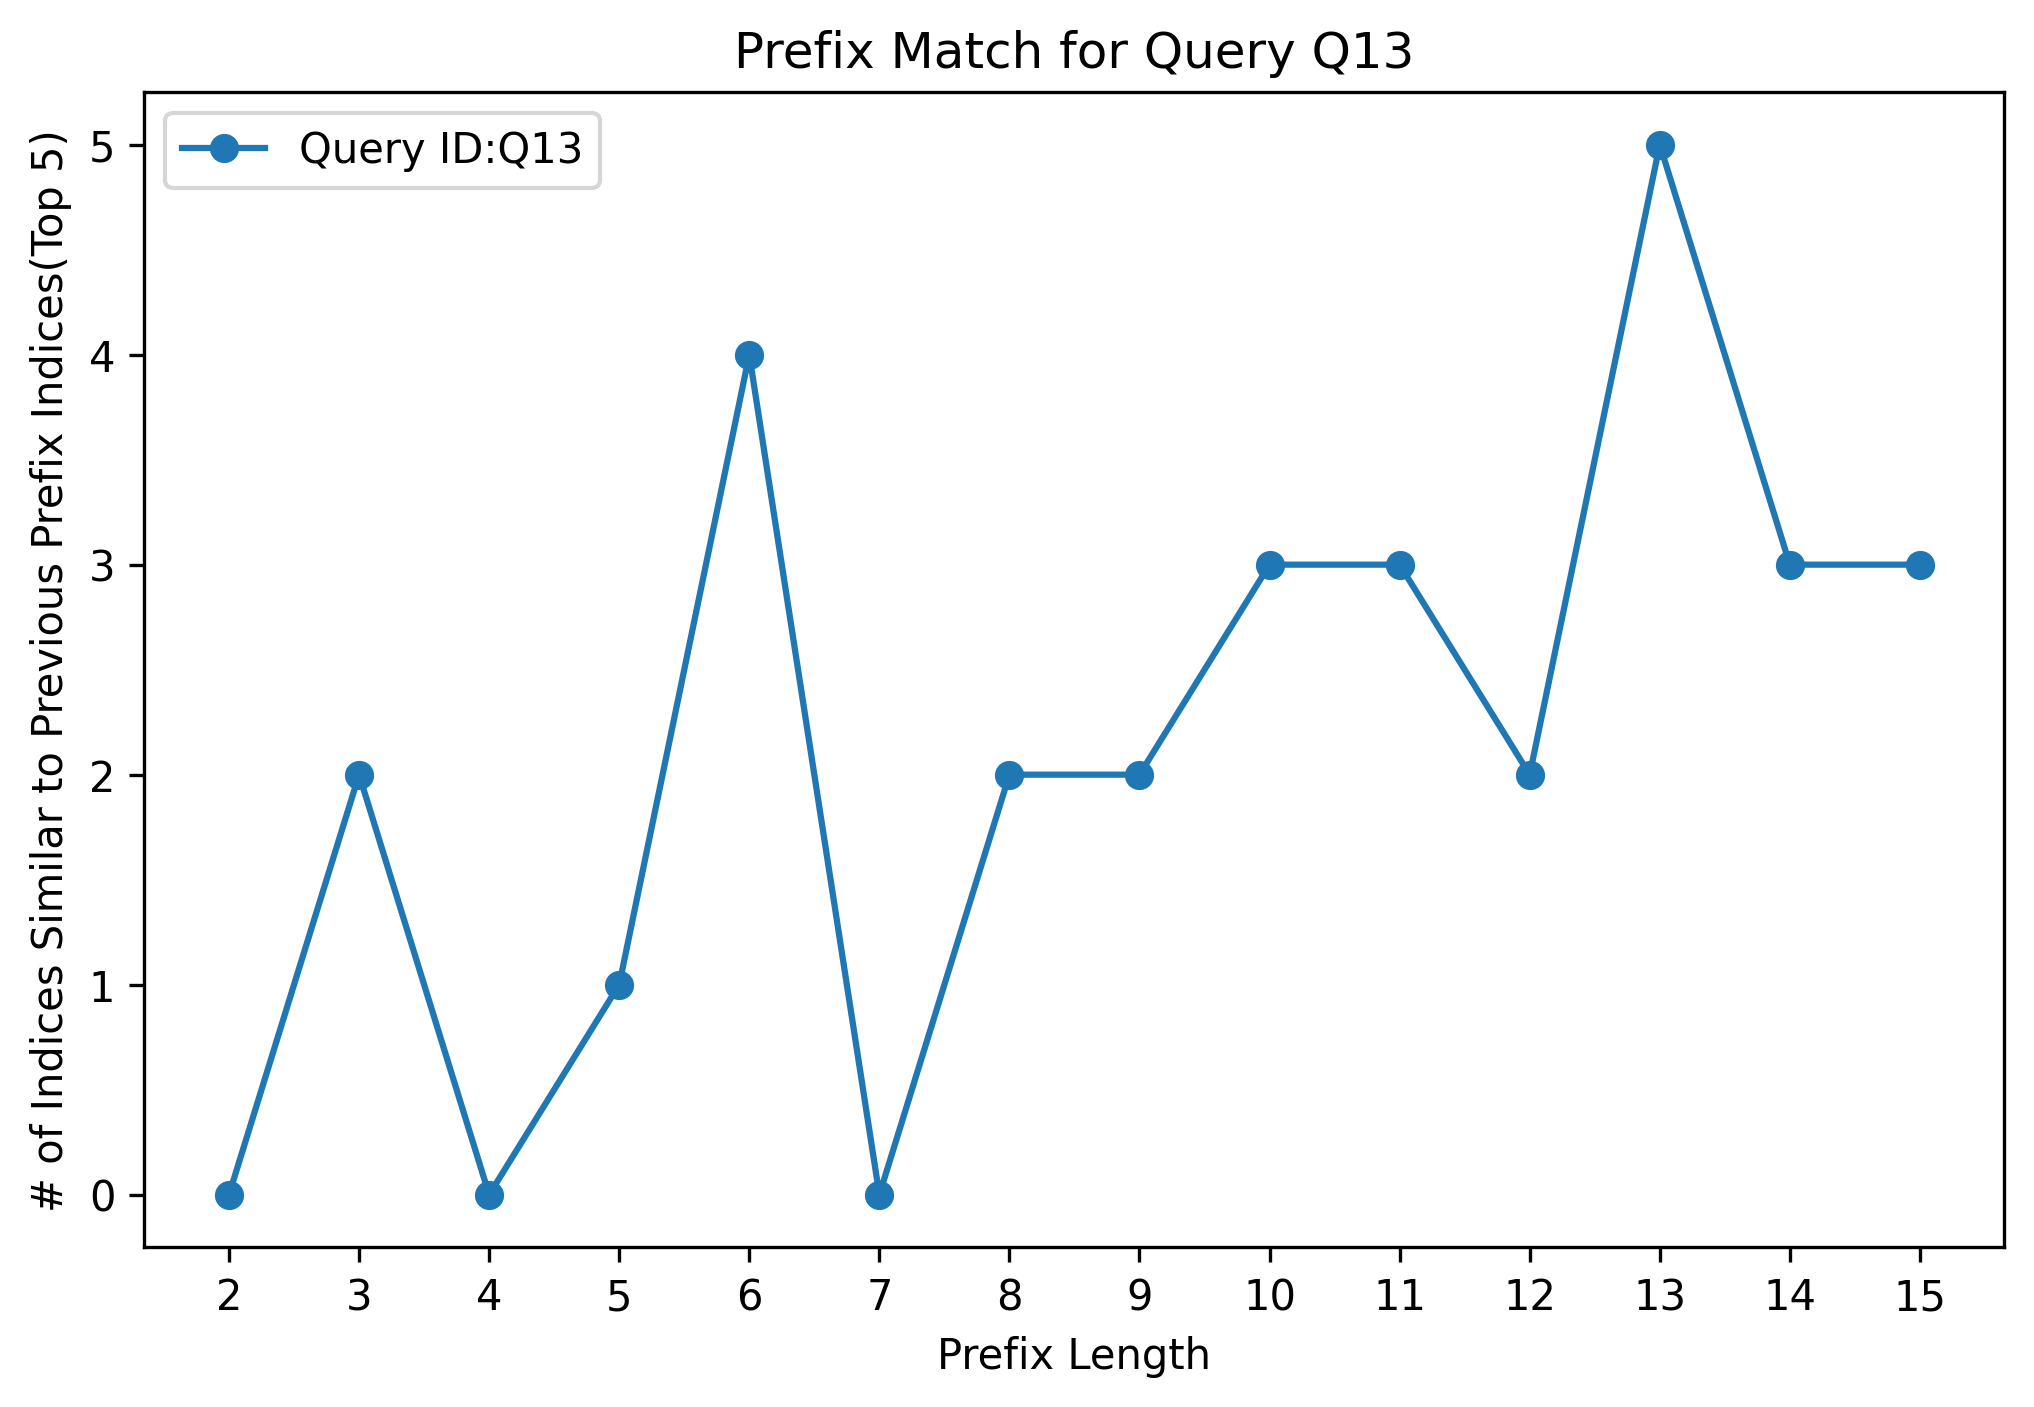 Prefix Match for Query Q13
Query ID:Q13
# of Indices Similar to Previous Prefix Indices(Top 5)
5
4
3
2
1
0
2 3 4 5 6 7 8 9 10 11 12 13 14 15
Prefix Length